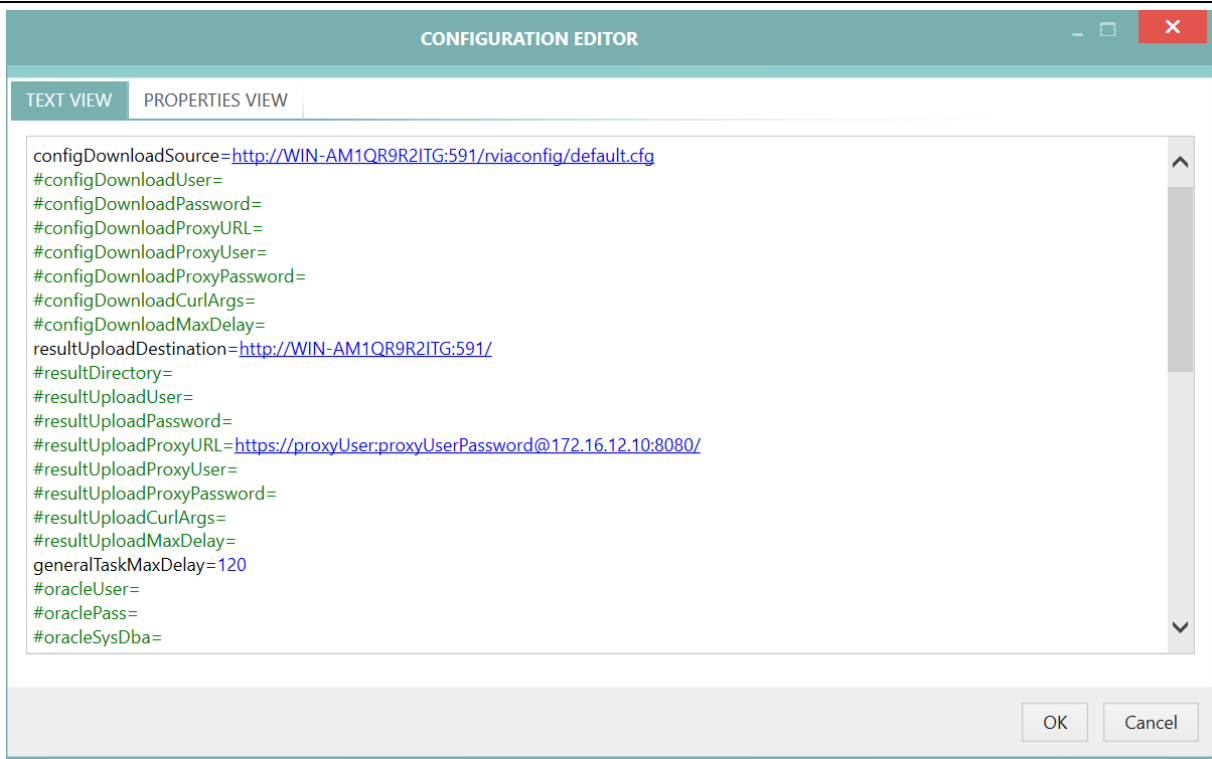 CONFIGURATION EDITOR
TEXT VIEW PROPERTIES VIEW
configDownloadSource=http://WIN-AM1QR9R2ITG:591/rviaconfig/default.cfg
#configDownloadUser=
#configDownloadPassword=
#configDownloadProxyURL=
#configDownloadProxyUser=
#configDownloadProxyPassword=
#configDownloadCurlArgs=
#configDownloadMaxDelay=
resultUploadDestination=http://WIN-AM1QR9R2ITG:591/
#resultDirectory=
#resultUploadUser=
#resultUploadPassword=
#resultUploadProxyURL=https://proxyUser:proxyUserPassword@172.16.12.10:8080/
#resultUploadProxyUser=
#resultUploadProxyPassword=
#resultUploadCurlArgs=
#resultUploadMaxDelay=
generalTaskMaxDelay=120
#oracleUser=
#oraclePass=
#oracleSysDba=
OK Cancel